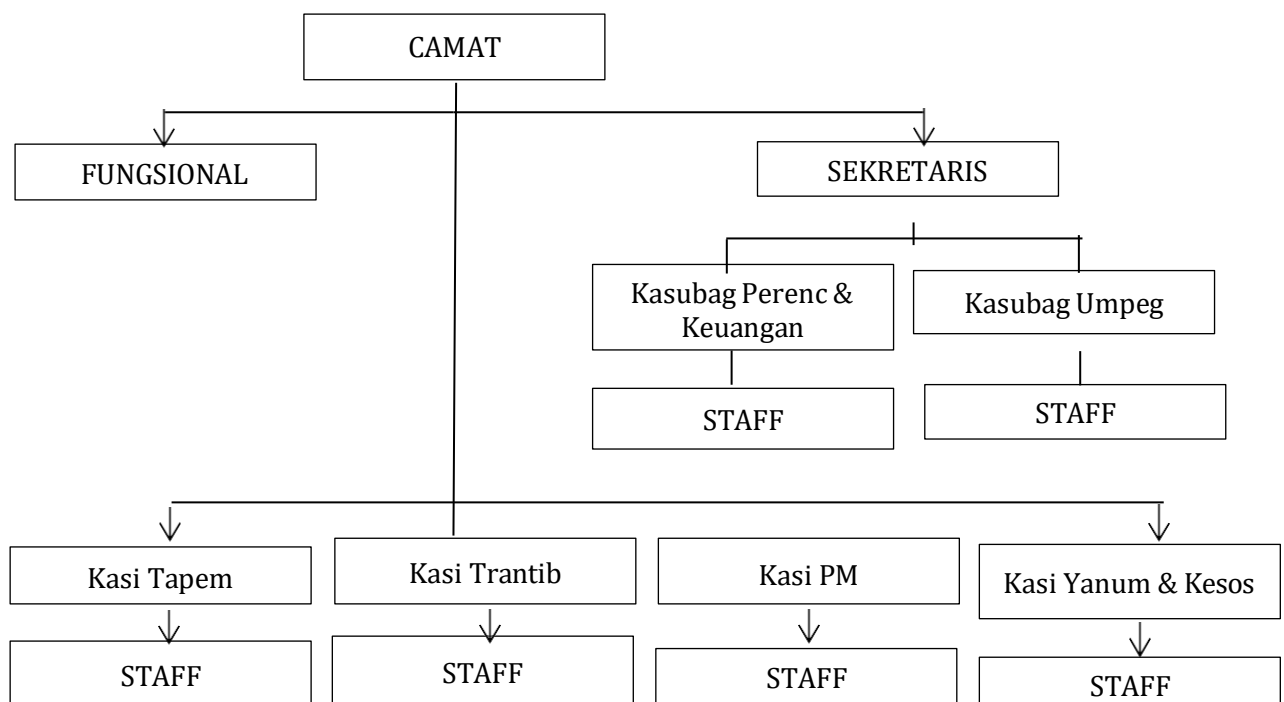 CAMAT
FUNGSIONAL
SEKRETARIS
Kasubag Perenc &
Keuangan
Kasubag Umpeg
STAFF
STAFF
Kasi Tapem
Kasi Trantib
Kasi PM
Kasi Yanum & Kesos
STAFF
STAFF
STAFF
STAFF